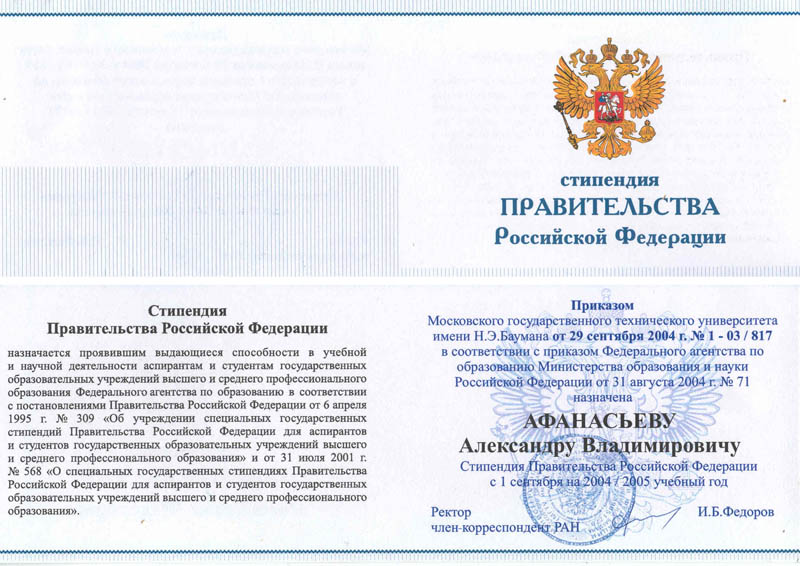 стипендия
ПРАВИТЕЛЬСТВА
Российской Федерации
Стипендия
Правительства Российской Федерации
назначается проявившим выдающиеся способности в учебной
и научной деятельности аспирантам и студентам государственных
образовательных учреждений высшего и среднего профессионального
образования Федерального агентства по образованию в соответствии
с постановлениями Правительства Российской Федерации от 6 апреля
1995 г. № 309 «Об учреждении специальных государственных
стипендий Правительства Российской Федерации для аспирантов
и студентов государственных образовательных учреждений высшего
и среднего профессионального образования» и от 31 июля 2001 г.
№ 568 «О специальных государственных стипендиях Правительства
Российской Федерации для аспирантов и студентов государственных
образовательных учреждений высшего и среднего профессионального
образования».
Приказом
Московского государственного технического университета
имени Н.Э.Баумана от 29 сентября 2004 г. № 1 - 03 / 817
в соответствии с приказом Федерального агентства по
образованию Министерства образования и науки
Российской Федерации от 31 августа 2004 г. № 71
назначена
АФАНАСЬЕВУ
Александру Владимировичу
Стипендия Правительства Российской Федерации
с 1 сентября на 2004 / 2005 учебный год
Ректор
член-корреспондент РАН
И.Б.Федоров